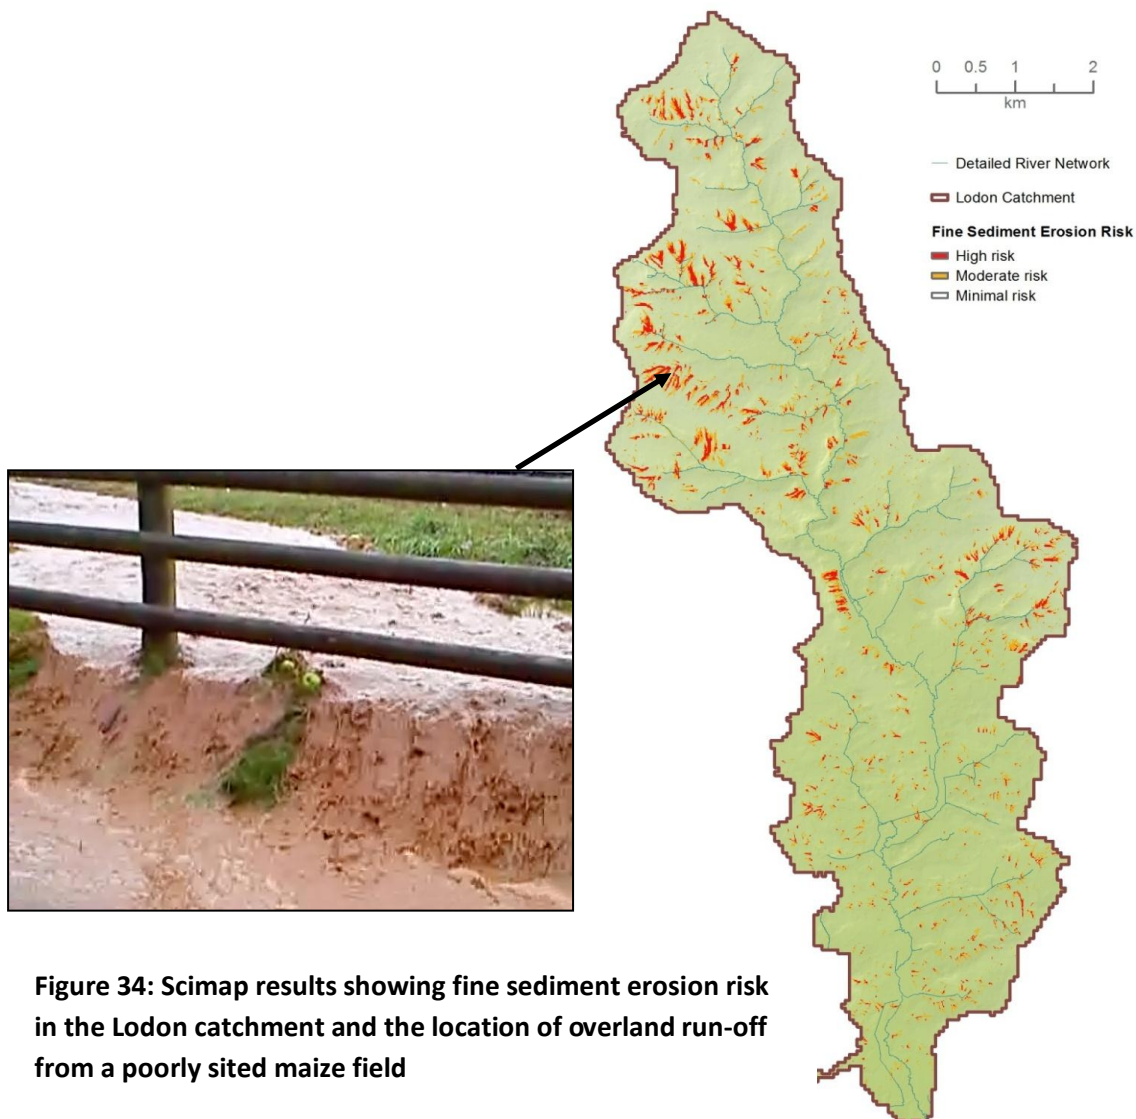 0 0.5 1 2
km
Detailed River Network
Lodon Catchment
Fine Sediment Erosion Risk
High risk
Moderate risk
Minimal risk
Figure 34: Scimap results showing fine sediment erosion risk
in the Lodon catchment and the location of overland run-off
from a poorly sited maize field